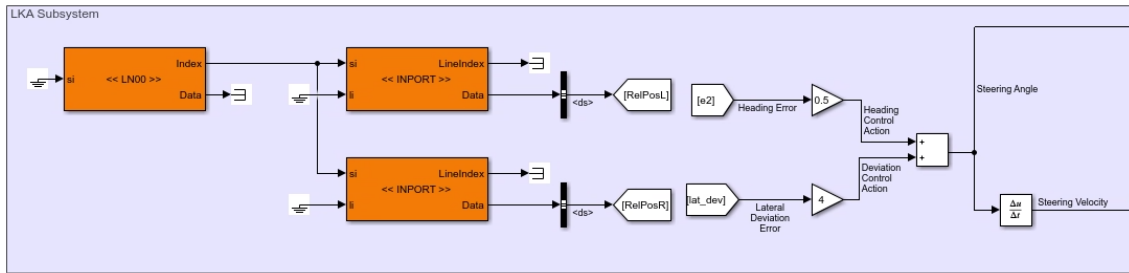 LKA Subsystem
si
<< LN00 >>
Index
Data
si
li
<< INPORT >>
LineIndex
Data
<ds>
[RelPosL]
si
li
<< INPORT >>
LineIndex
Data
<ds>
[RelPosR]
[e2]
Heading Error
0.5
Heading
Control
Action
[lat_dev]
Lateral
Deviation
Error
4
Deviation
Control
Action
+
+
Steering Angle
Δu
Δt
Steering Velocity